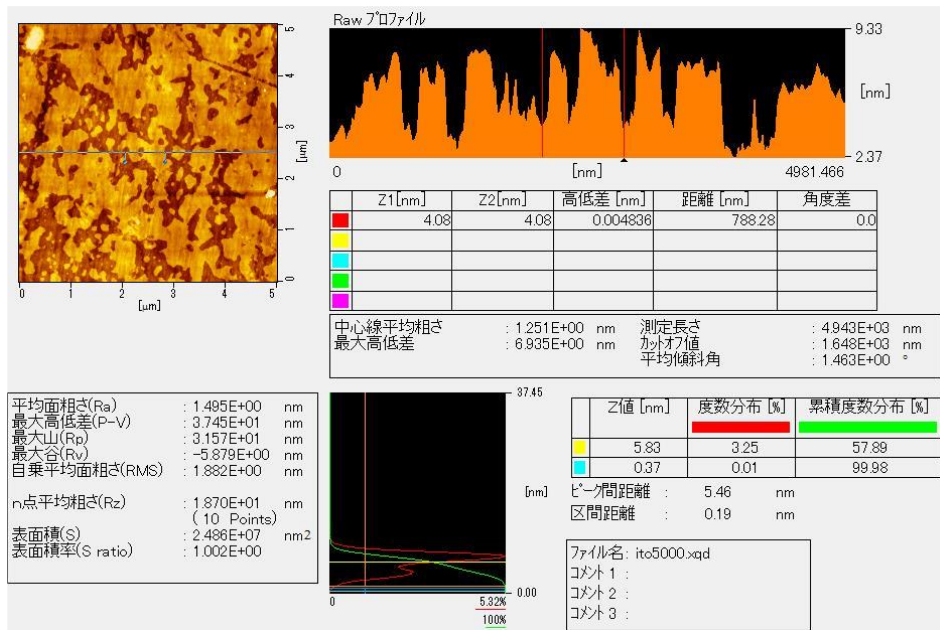 Raw プロファイル
5
4
3
2
1
0
[μm]
0 1 2 3 4 5
[μm]
9.33
[nm]
2.37
0 [nm] 4981.466
Z1[nm] Z2[nm] 高低差 [nm] 距離 [nm] 角度差
4.08 4.08 0.004836 788.28 0.0
中心線平均粗さ : 1.251E+00 nm 測定長さ : 4.943E+03 nm
最大高低差 : 6.935E+00 nm カットオフ値 : 1.648E+03 nm
平均傾斜角 : 1.463E+00 °
平均面粗さ(Ra) : 1.495E+00 nm
最大高低差(P-V) : 3.745E+01 nm
最大山(Rp) : 3.157E+01 nm
最大谷(Rv) : -5.879E+00 nm
自乗平均面粗さ(RMS) : 1.882E+00 nm
n点平均粗さ(Rz) : 1.870E+01 nm
( 10 Points)
表面積(S) : 2.486E+07 nm2
表面積率(S ratio) : 1.002E+00
37.45
[nm]
0.00
0 5.32%
100%
Z値 [nm] 度数分布 [%] 累積度数分布 [%]
5.83 3.25 57.89
0.37 0.01 99.98
ピーク間距離 : 5.46 nm
区間距離 : 0.19 nm
ファイル名: ito5000.xqd
コメント 1 :
コメント 2 :
コメント 3 :